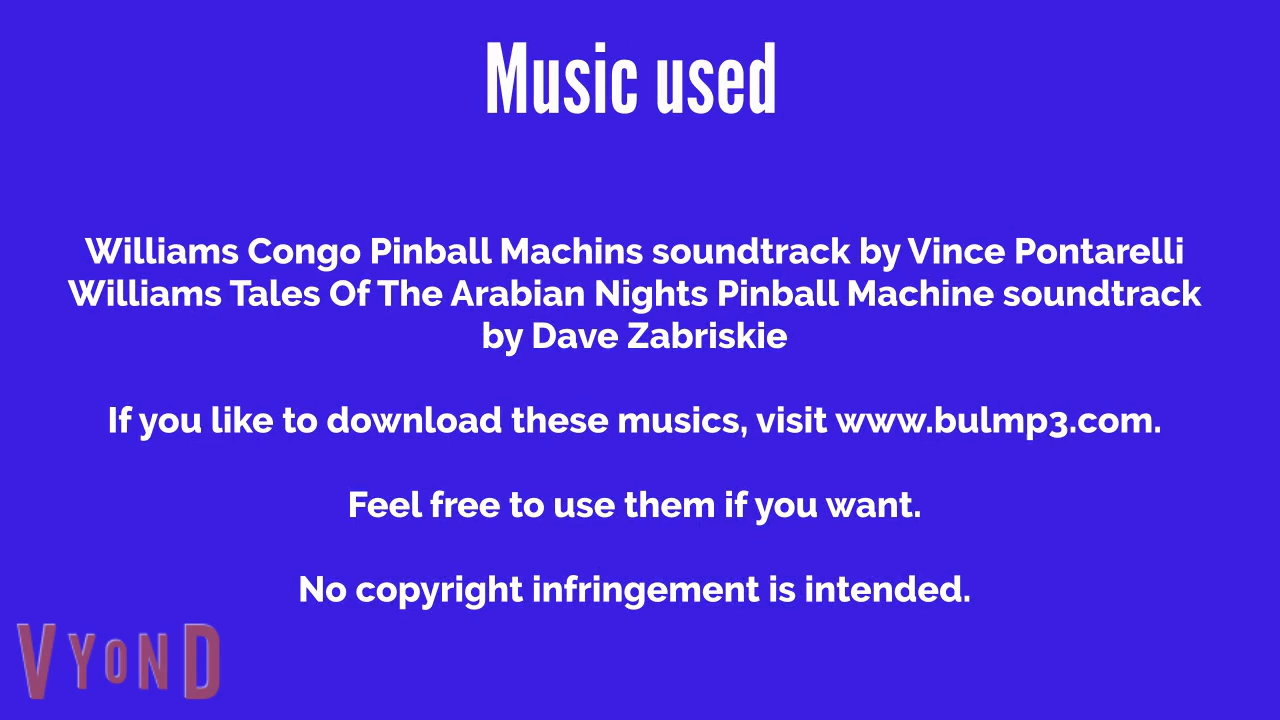 Music used
Williams Congo Pinball Machins soundtrack by Vince Pontarelli
Williams Tales Of The Arabian Nights Pinball Machine soundtrack
by Dave Zabriskie
If you like to download these musics, visit www.bulmp3.com.
Feel free to use them if you want.
No copyright infringement is intended.
VYOND